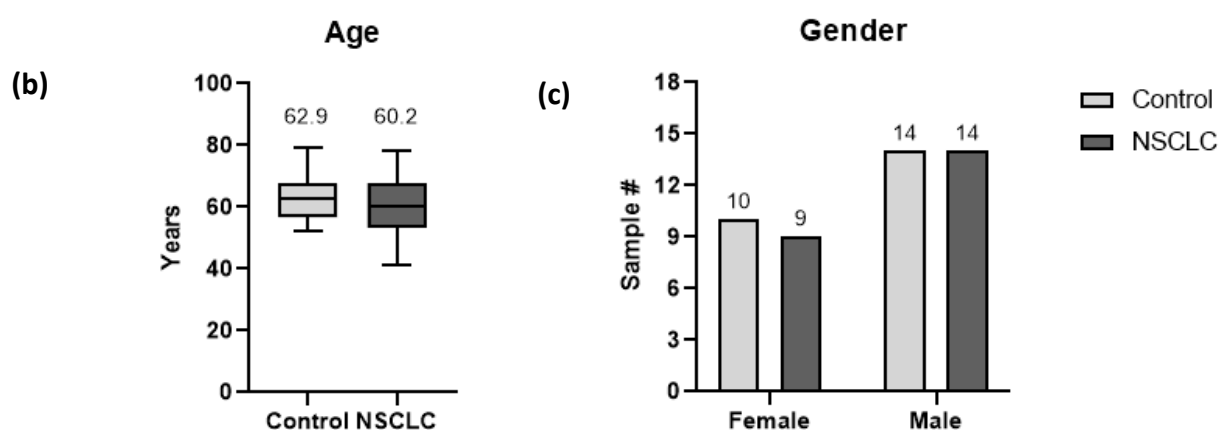 Age
(b)
Years
100
80
60
40
20
0
62.9
60.2
Control NSCLC
Gender
(c)
Sample #
18
15
12
9
6
3
0
10
9
14
14
Female
Male
Control
NSCLC